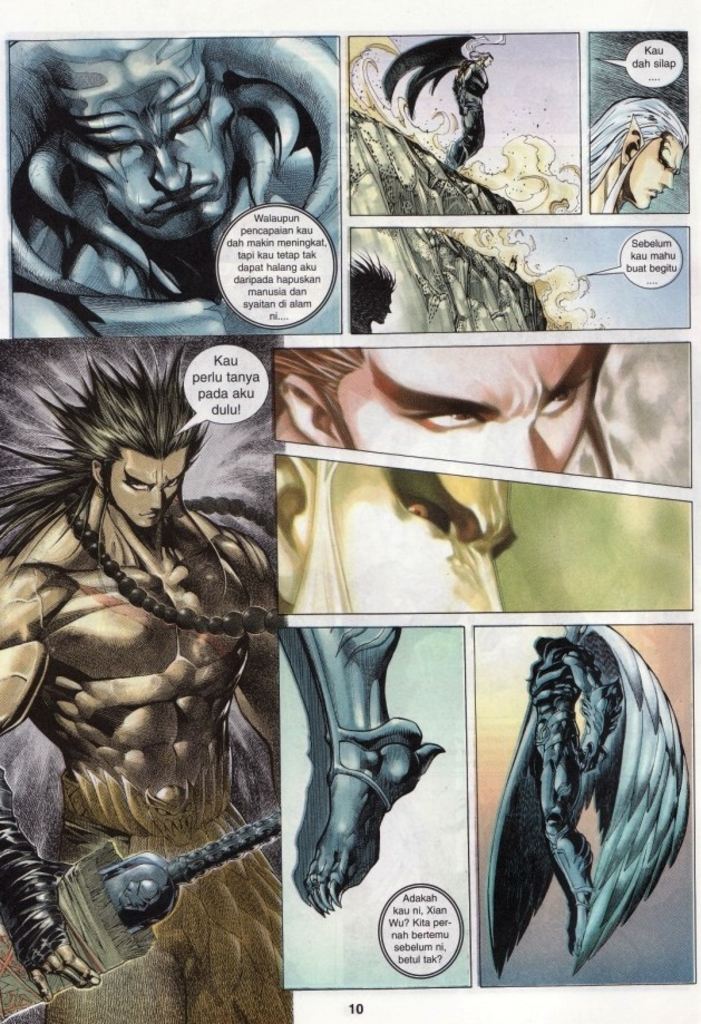 Walaupun
pencapaian kau
dah makin meningkat,
tapi kau tetap tak
dapat halang aku
daripada hapuskan
manusia dan
syaitan di alam
ni....
Kau
dah silap
....
Sebelum
kau mahu
buat begitu
....
Kau
perlu tanya
pada aku
dulu!
Adakah
kau ni, Xian
Wu? Kita per-
nah bertemu
sebelum ni,
betul tak?
10